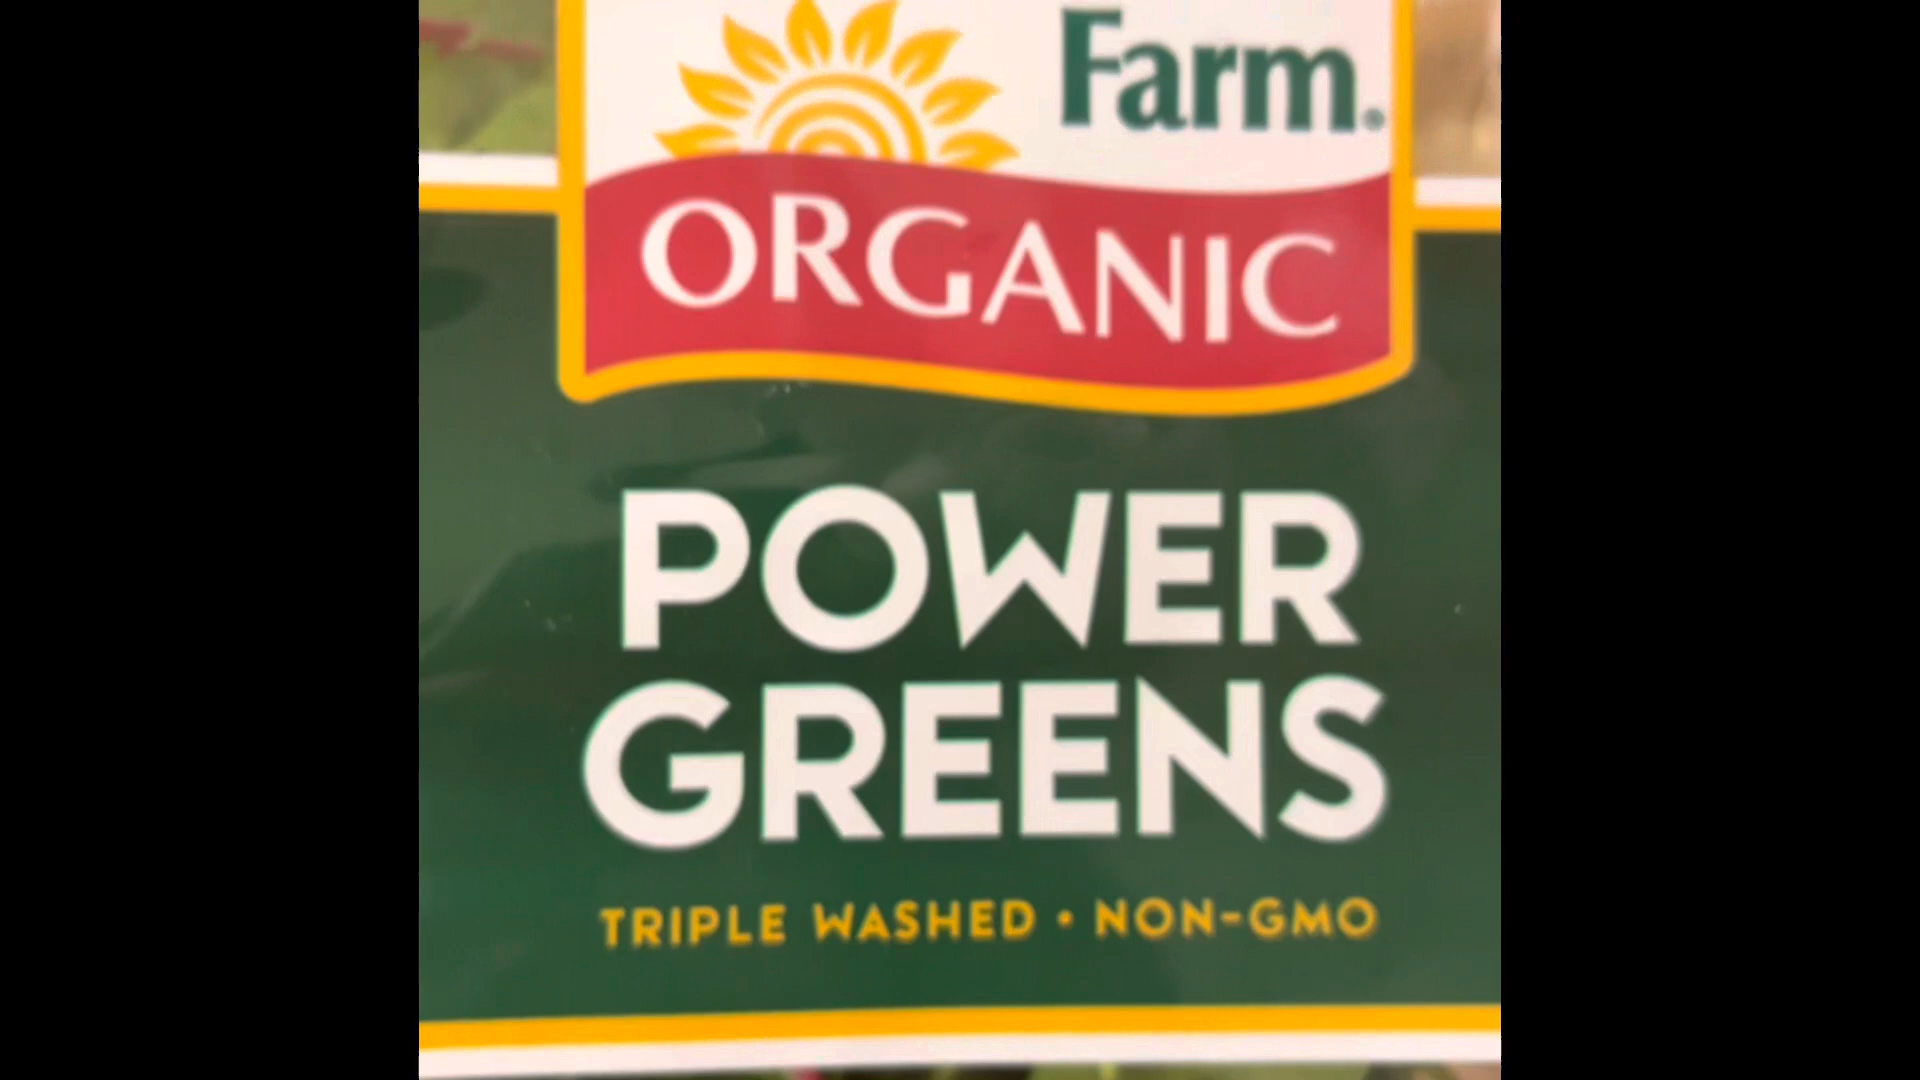 Farm®
ORGANIC
POWER
GREENS
TRIPLE WASHED • NON-GMO